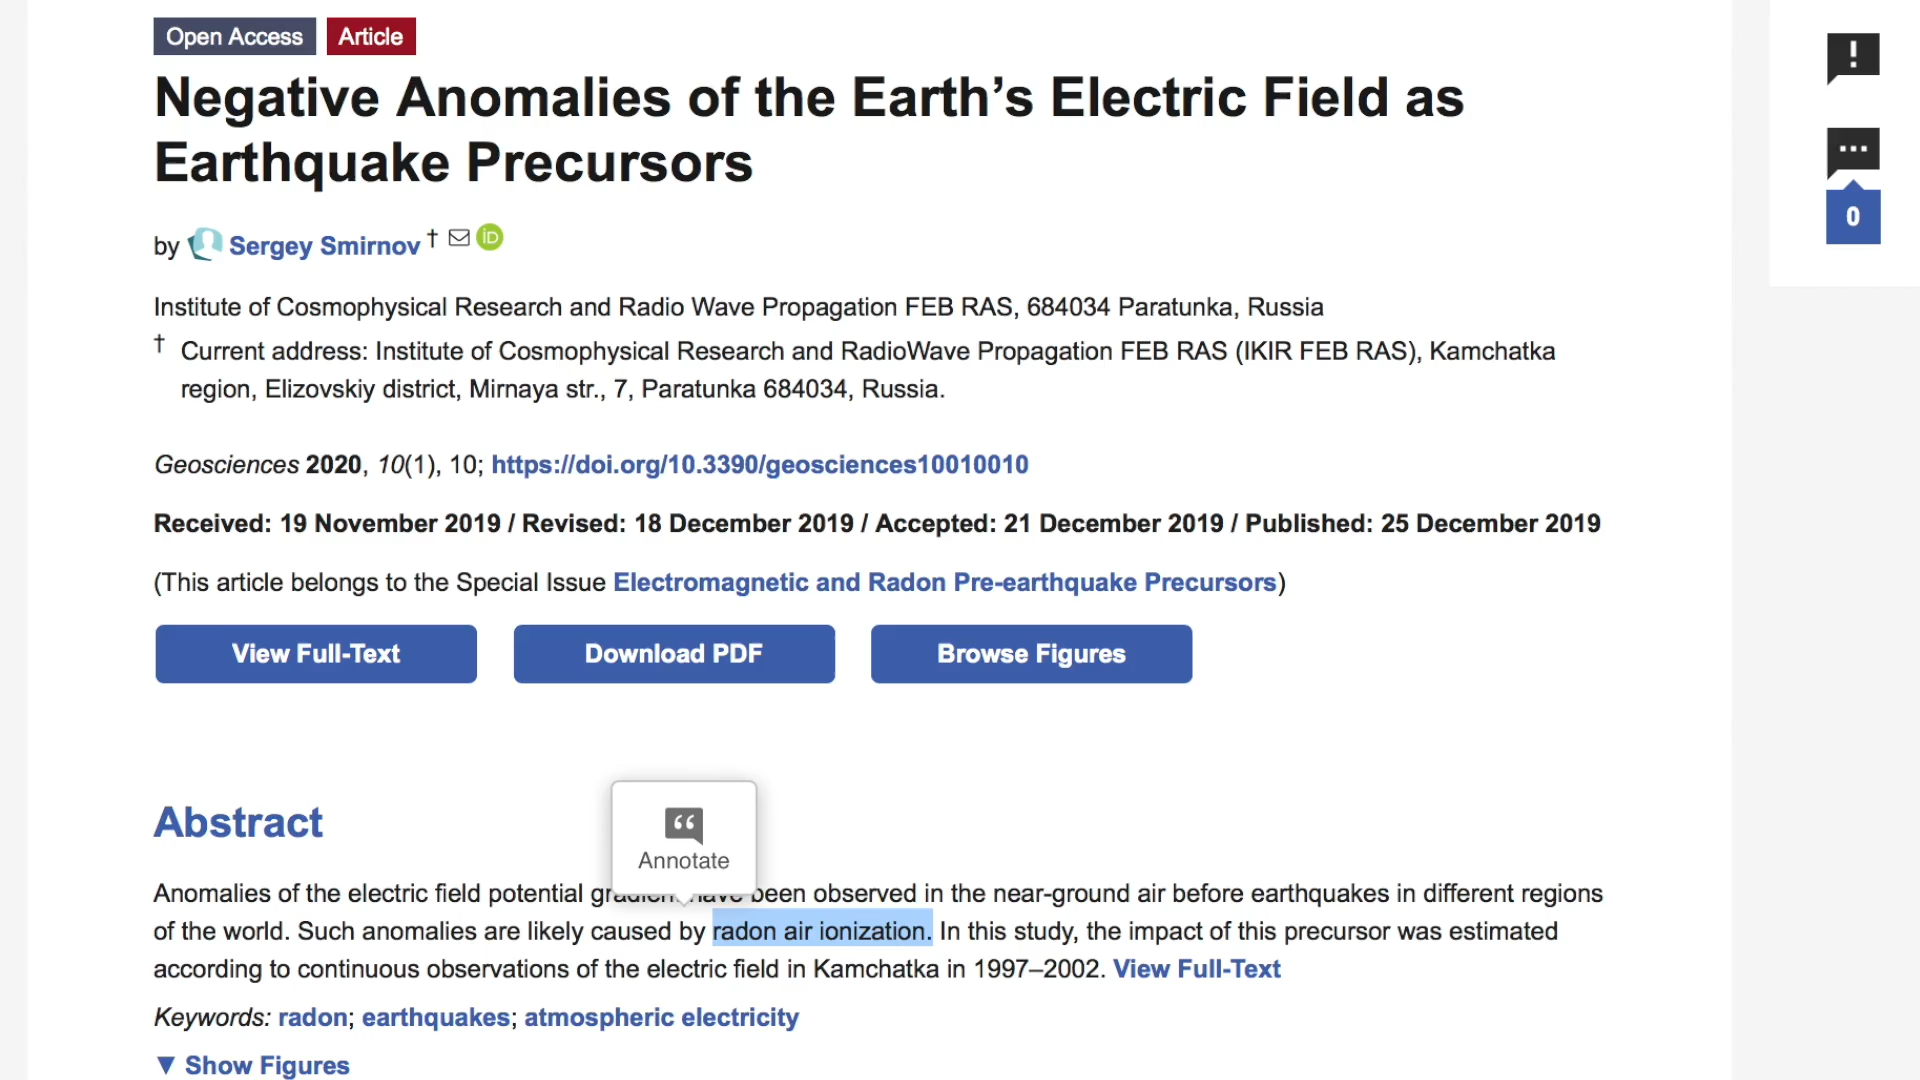 Open Access Article
Negative Anomalies of the Earth’s Electric Field as
Earthquake Precursors
by Sergey Smirnov † iD
Institute of Cosmophysical Research and Radio Wave Propagation FEB RAS, 684034 Paratunka, Russia
† Current address: Institute of Cosmophysical Research and RadioWave Propagation FEB RAS (IKIR FEB RAS), Kamchatka
region, Elizovskiy district, Mirnaya str., 7, Paratunka 684034, Russia.
Geosciences 2020, 10(1), 10; https://doi.org/10.3390/geosciences10010010
Received: 19 November 2019 / Revised: 18 December 2019 / Accepted: 21 December 2019 / Published: 25 December 2019
(This article belongs to the Special Issue Electromagnetic and Radon Pre-earthquake Precursors)
View Full-Text Download PDF Browse Figures
Abstract
Annotate
Anomalies of the electric field potential gradient have been observed in the near-ground air before earthquakes in different regions
of the world. Such anomalies are likely caused by radon air ionization. In this study, the impact of this precursor was estimated
according to continuous observations of the electric field in Kamchatka in 1997–2002. View Full-Text
Keywords: radon; earthquakes; atmospheric electricity
▼ Show Figures
!
...
0